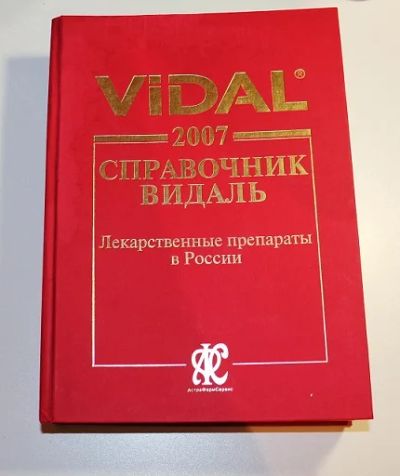 ViDAL®
2007
СПРАВОЧНИК
ВИДАЛЬ
Лекарственные препараты
в России
АстраФармСервис